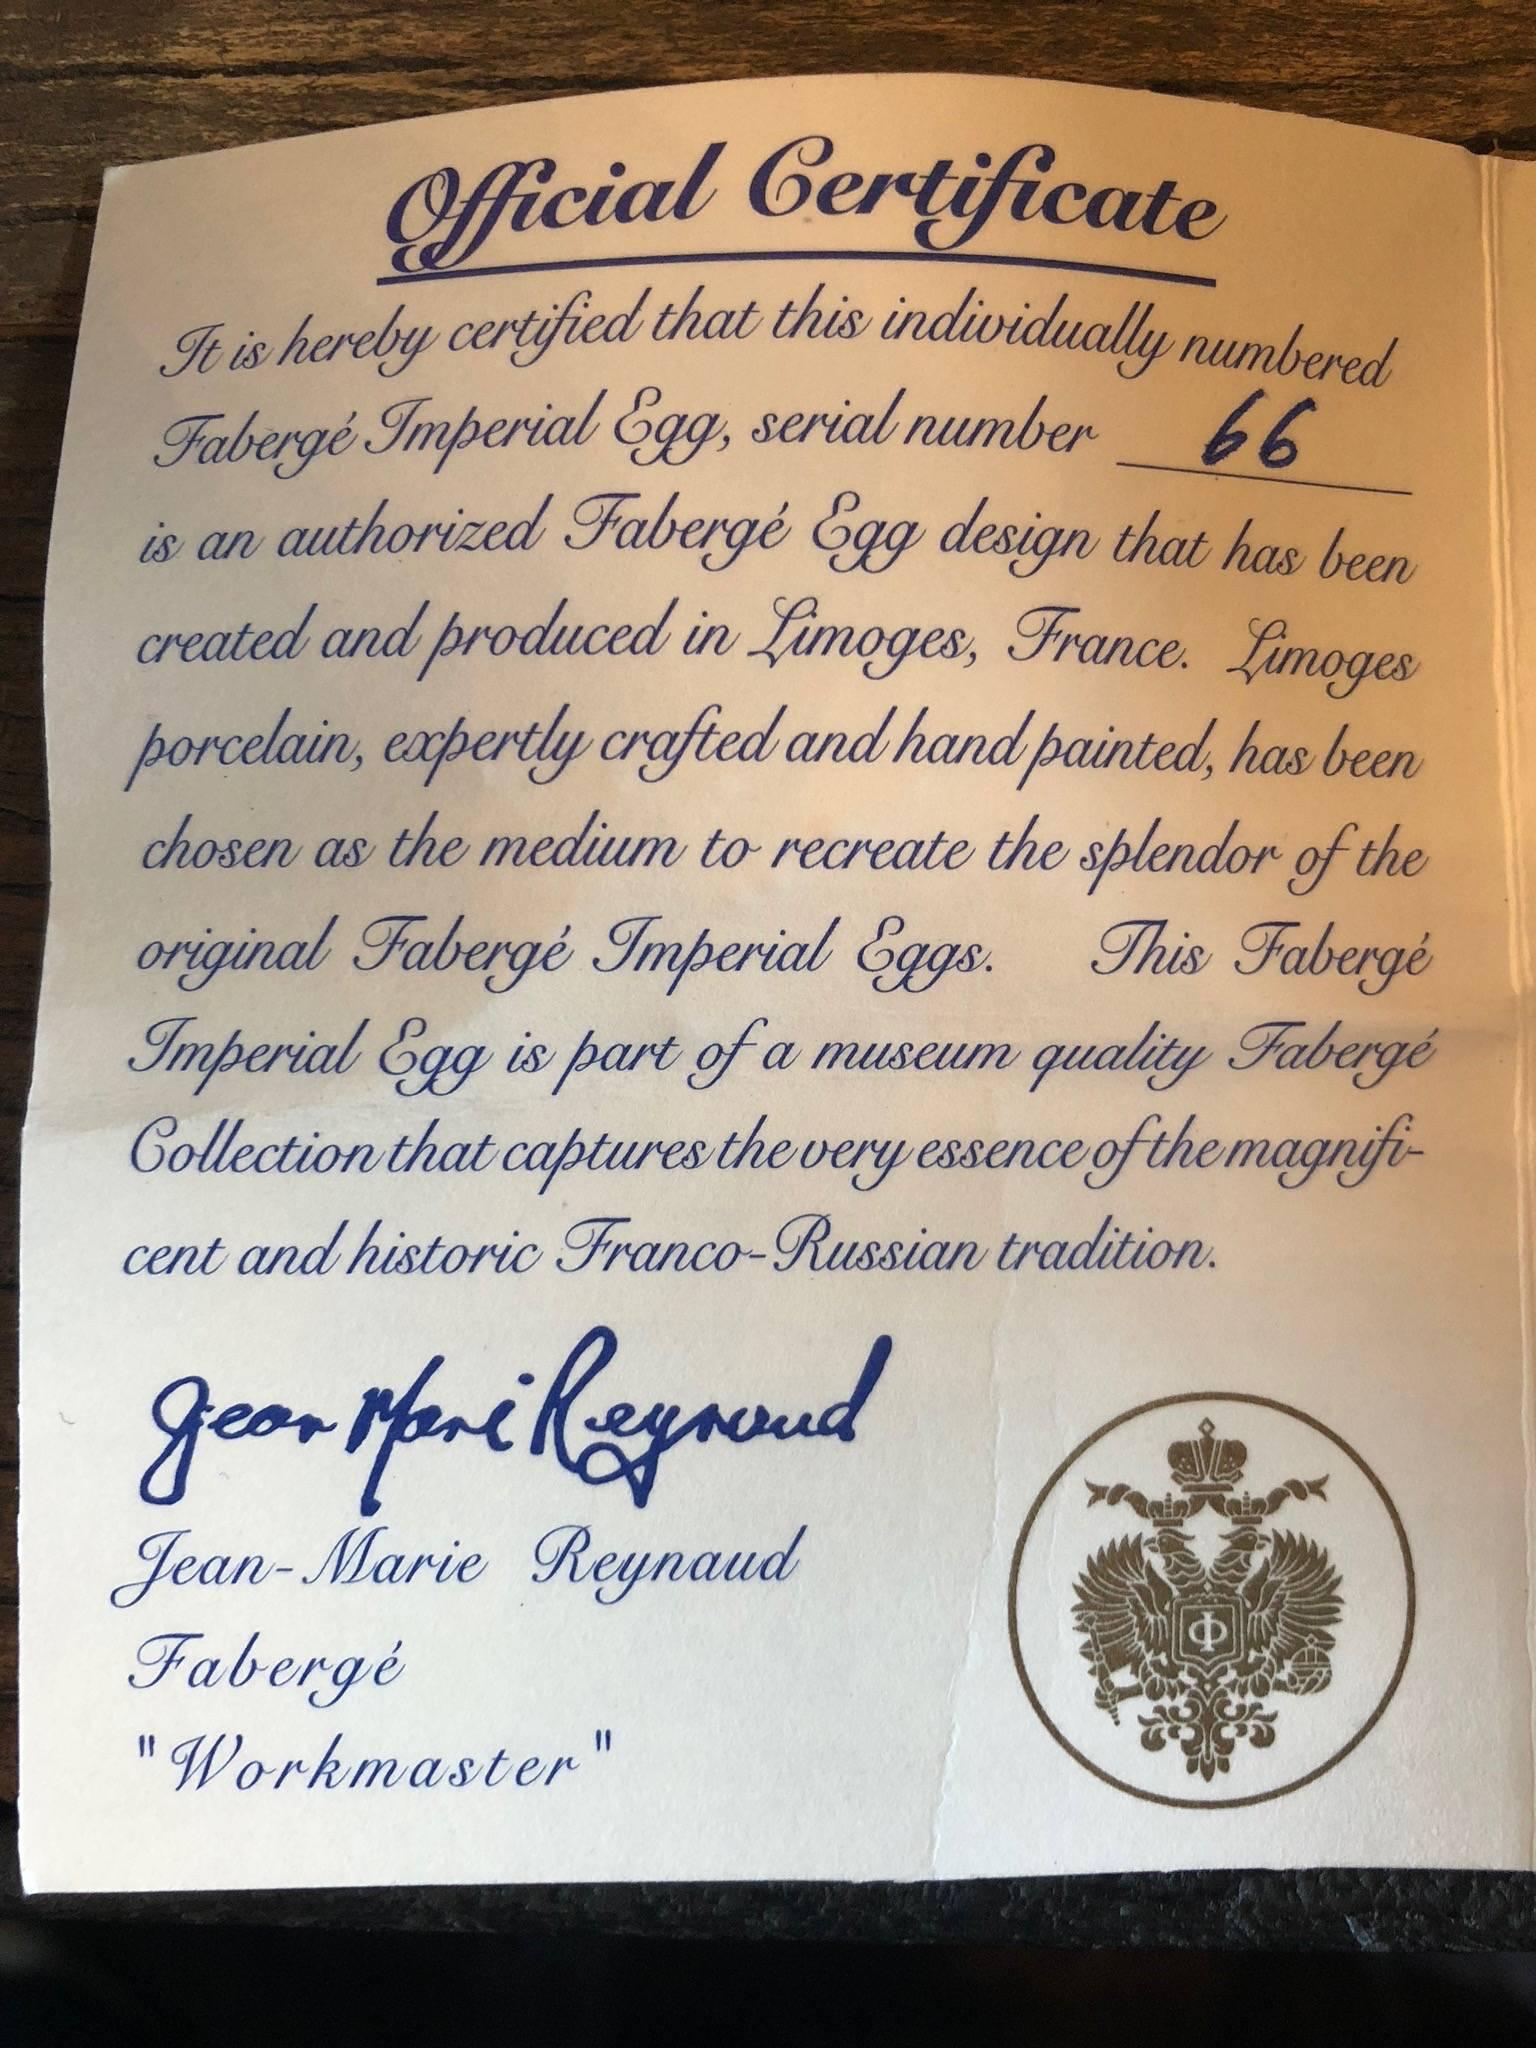 Official Certificate
It is hereby certified that this individually numbered
Fabergé Imperial Egg, serial number 66
is an authorized Fabergé Egg design that has been
created and produced in Limoges, France. Limoges
porcelain, expertly crafted and hand painted, has been
chosen as the medium to recreate the splendor of the
original Fabergé Imperial Eggs. This Fabergé
Imperial Egg is part of a museum quality Fabergé
Collection that captures the very essence of the magnifi-
cent and historic Franco-Russian tradition.
Jean Marie Reynaud
Jean-Marie Reynaud
Fabergé
"Workmaster"
Ф